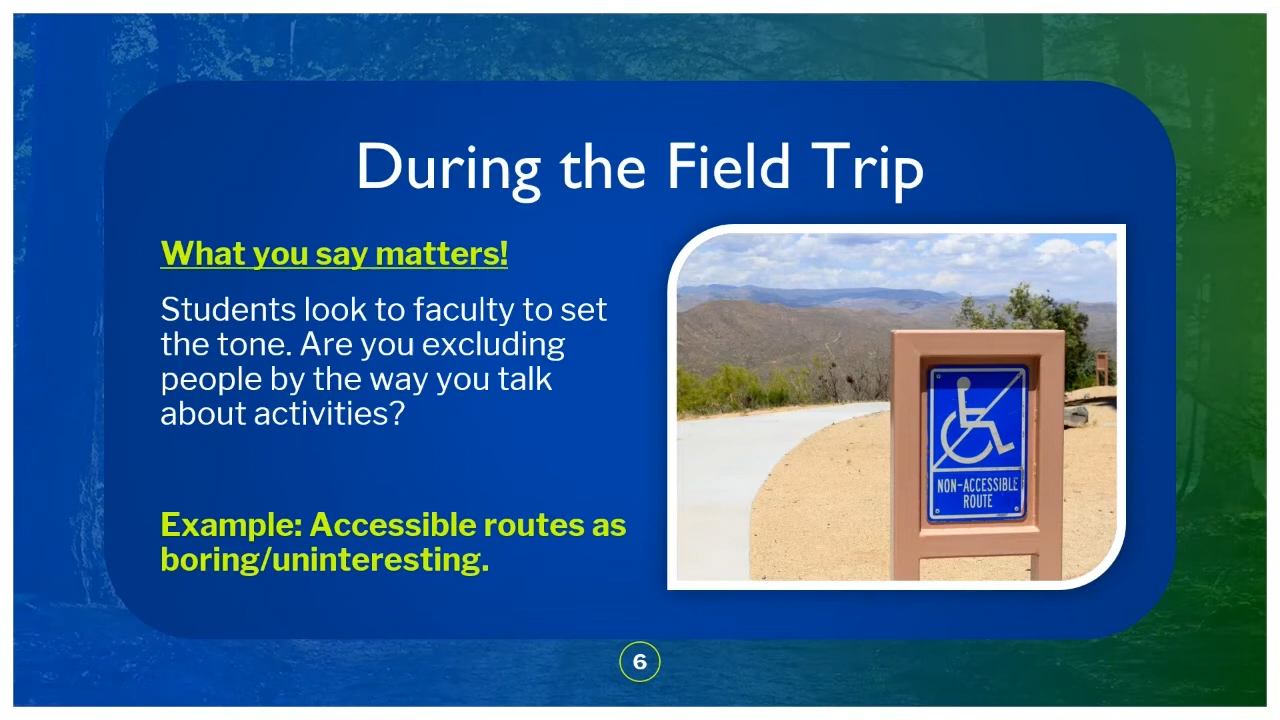 During the Field Trip
What you say matters!
Students look to faculty to set
the tone. Are you excluding
people by the way you talk
about activities?
Example: Accessible routes as
boring/uninteresting.
NON-ACCESSIBLE
ROUTE
6